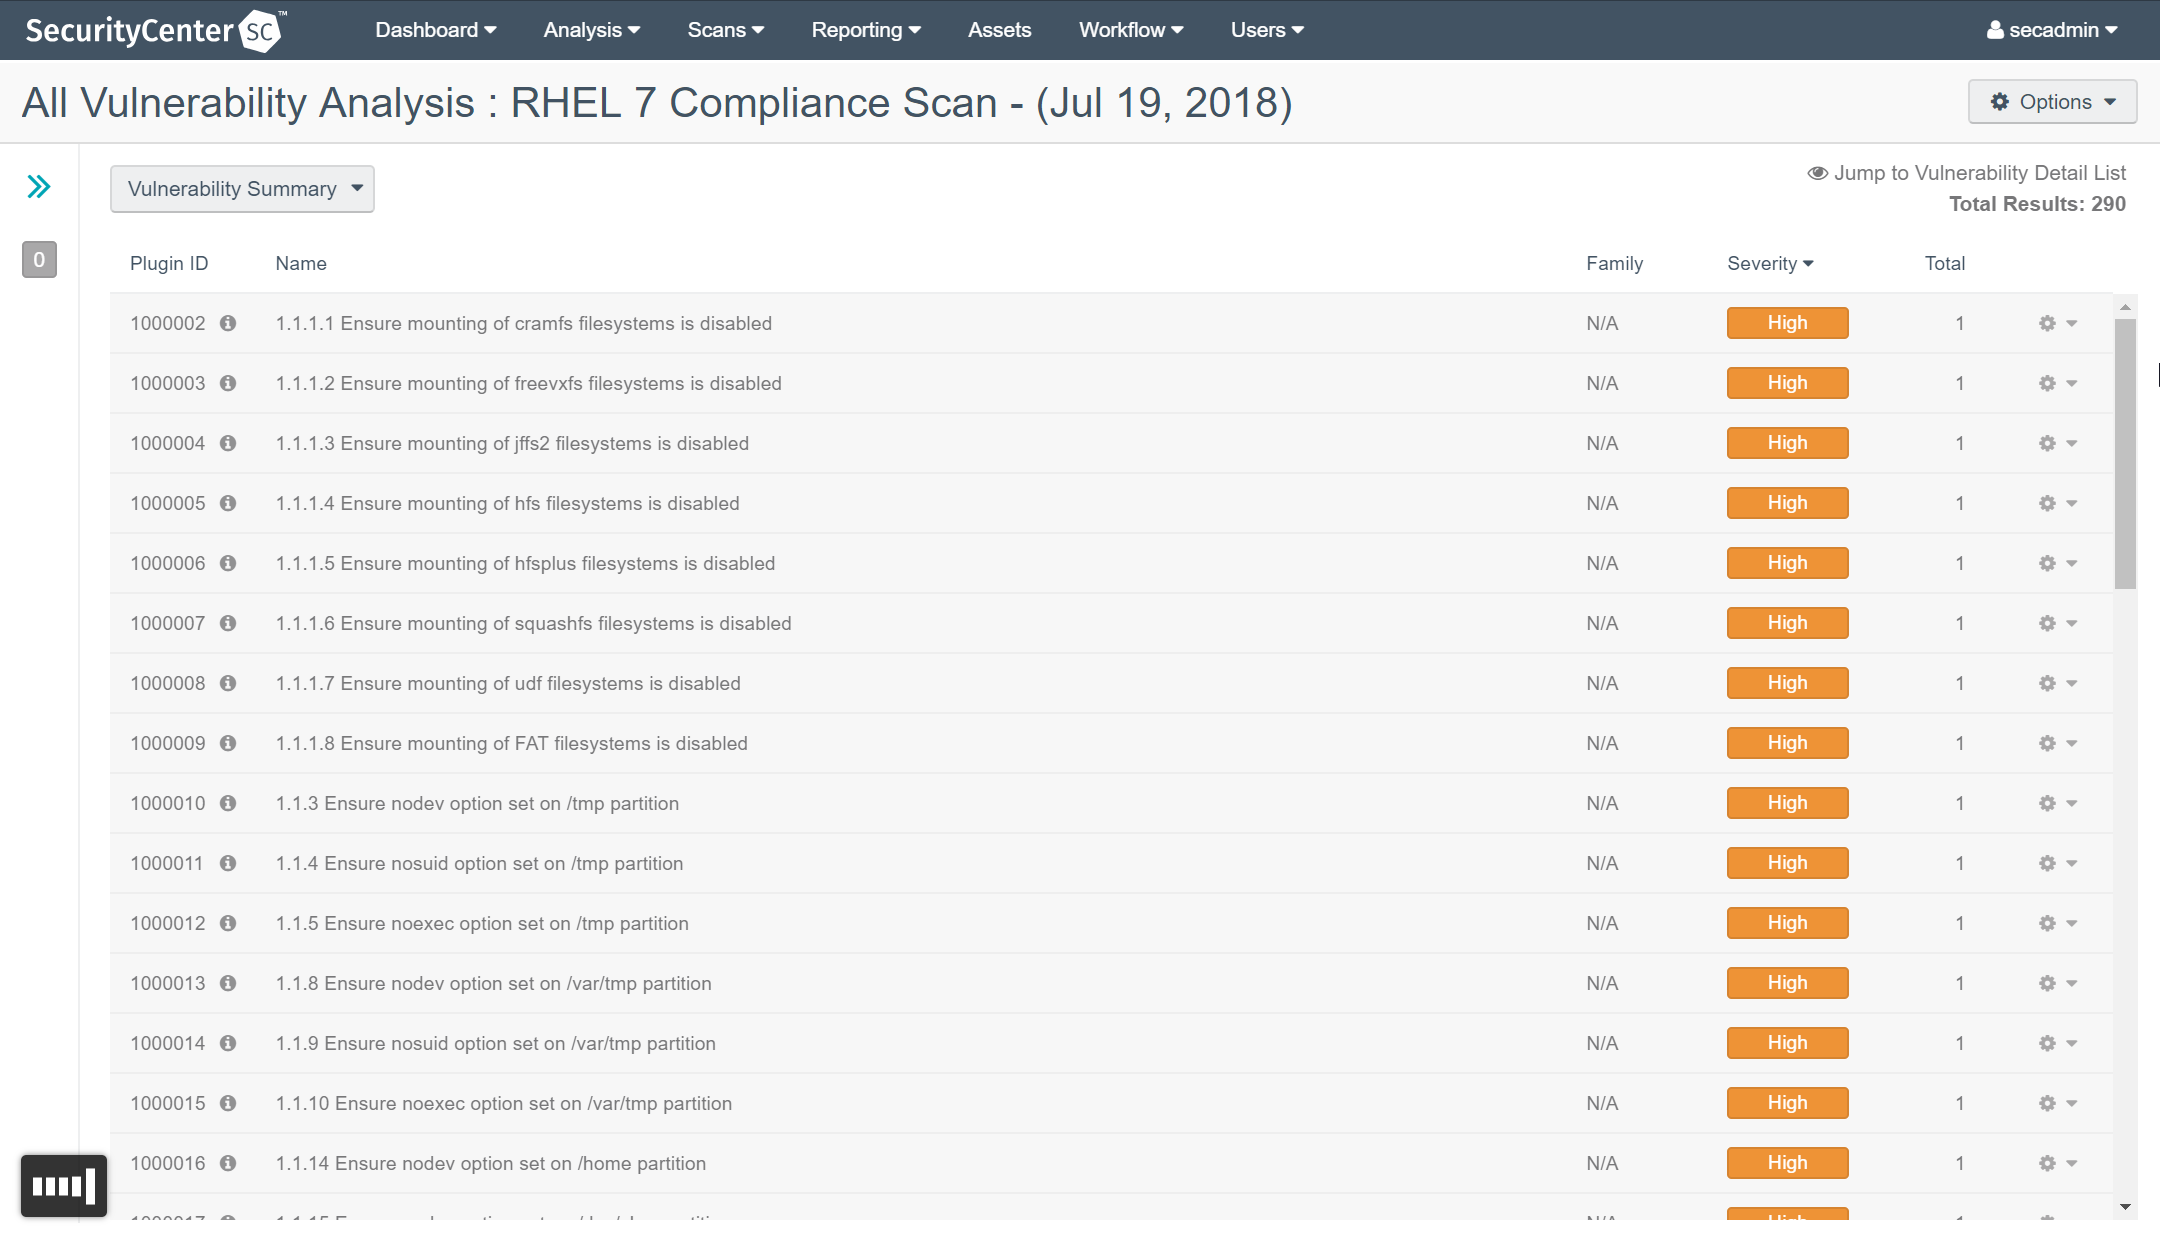 SecurityCenter SC ™ Dashboard Analysis Scans Reporting Assets Workflow Users secadmin
All Vulnerability Analysis : RHEL 7 Compliance Scan - (Jul 19, 2018) Options
Vulnerability Summary Jump to Vulnerability Detail List
Total Results: 290
0
Plugin ID Name Family Severity Total
1000002 1.1.1.1 Ensure mounting of cramfs filesystems is disabled N/A High 1
1000003 1.1.1.2 Ensure mounting of freevxfs filesystems is disabled N/A High 1
1000004 1.1.1.3 Ensure mounting of jffs2 filesystems is disabled N/A High 1
1000005 1.1.1.4 Ensure mounting of hfs filesystems is disabled N/A High 1
1000006 1.1.1.5 Ensure mounting of hfsplus filesystems is disabled N/A High 1
1000007 1.1.1.6 Ensure mounting of squashfs filesystems is disabled N/A High 1
1000008 1.1.1.7 Ensure mounting of udf filesystems is disabled N/A High 1
1000009 1.1.1.8 Ensure mounting of FAT filesystems is disabled N/A High 1
1000010 1.1.3 Ensure nodev option set on /tmp partition N/A High 1
1000011 1.1.4 Ensure nosuid option set on /tmp partition N/A High 1
1000012 1.1.5 Ensure noexec option set on /tmp partition N/A High 1
1000013 1.1.8 Ensure nodev option set on /var/tmp partition N/A High 1
1000014 1.1.9 Ensure nosuid option set on /var/tmp partition N/A High 1
1000015 1.1.10 Ensure noexec option set on /var/tmp partition N/A High 1
1000016 1.1.14 Ensure nodev option set on /home partition N/A High 1